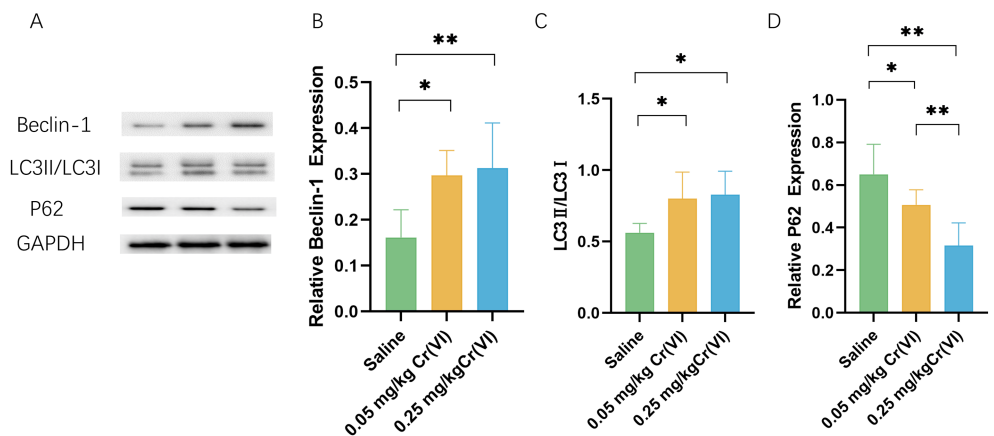 A
Beclin-1
LC3II/LC3I
P62
GAPDH
B
Relative Beclin-1 Expression
0.5
0.4
0.3
0.2
0.1
0.0
*
**
Saline
0.05 mg/kg Cr(VI)
0.25 mg/kgCr(VI)
C
LC3Ⅱ/LC3Ⅰ
1.5
1.0
0.5
0.0
*
*
Saline
0.05 mg/kg Cr(VI)
0.25 mg/kgCr(VI)
D
Relative P62 Expression
1.0
0.8
0.6
0.4
0.2
0.0
**
*
**
Saline
0.05 mg/kg Cr(VI)
0.25 mg/kgCr(VI)